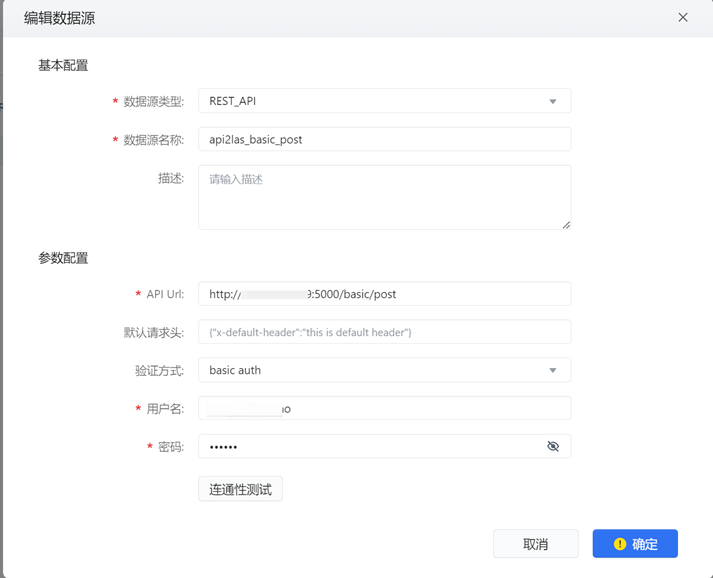 编辑数据源
基本配置
* 数据源类型: REST_API
* 数据源名称: api2las_basic_post
描述: 请输入描述
参数配置
* API Url: http:// 9:5000/basic/post
默认请求头: {"x-default-header":"this is default header"}
验证方式: basic auth
* 用户名:
* 密码: ••••••
连通性测试
取消 确定